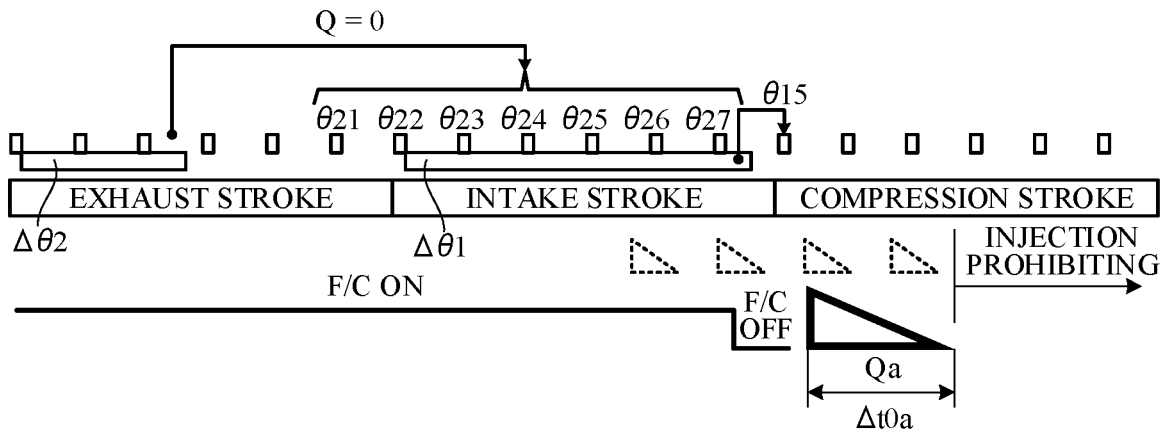 Q = 0
θ15
θ21 θ22 θ23 θ24 θ25 θ26 θ27
EXHAUST STROKE INTAKE STROKE COMPRESSION STROKE
Δθ2 Δθ1
INJECTION
PROHIBITING
F/C ON
F/C
OFF
Qa
Δt0a